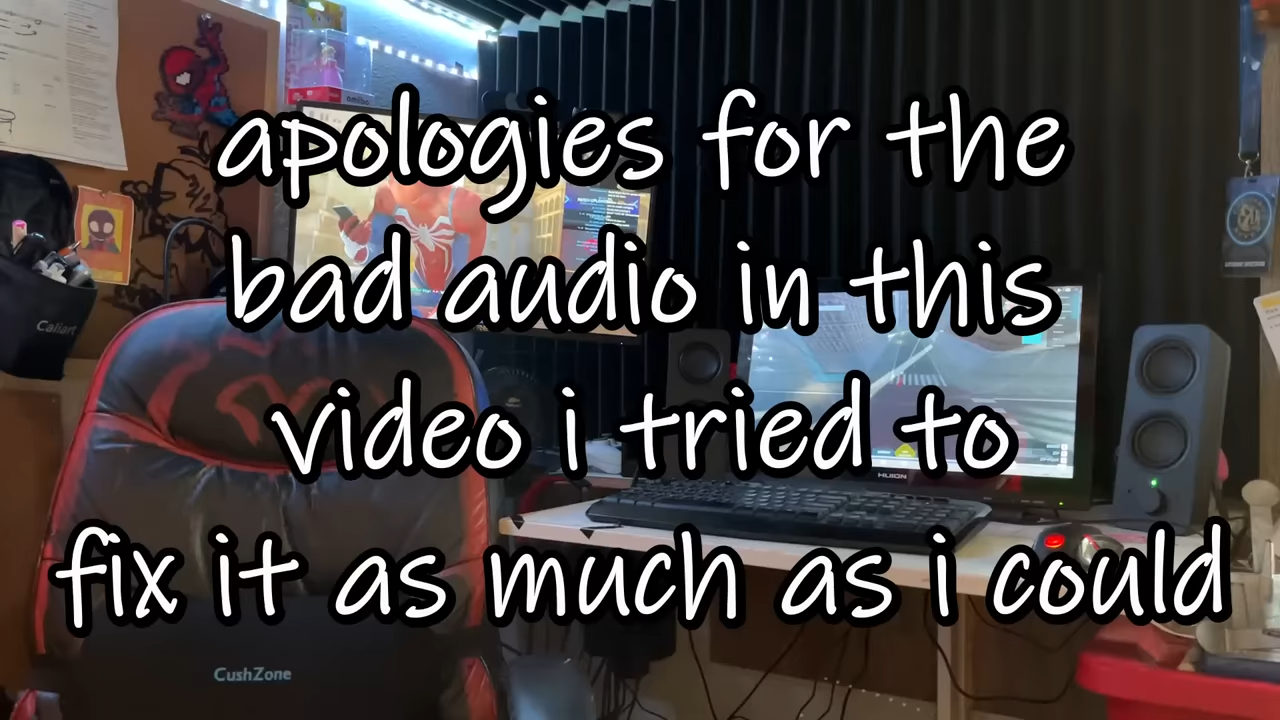 apologies for the
bad audio in this
video i tried to
fix it as much as i could
amiibo
Caliart
HUION
CushZone